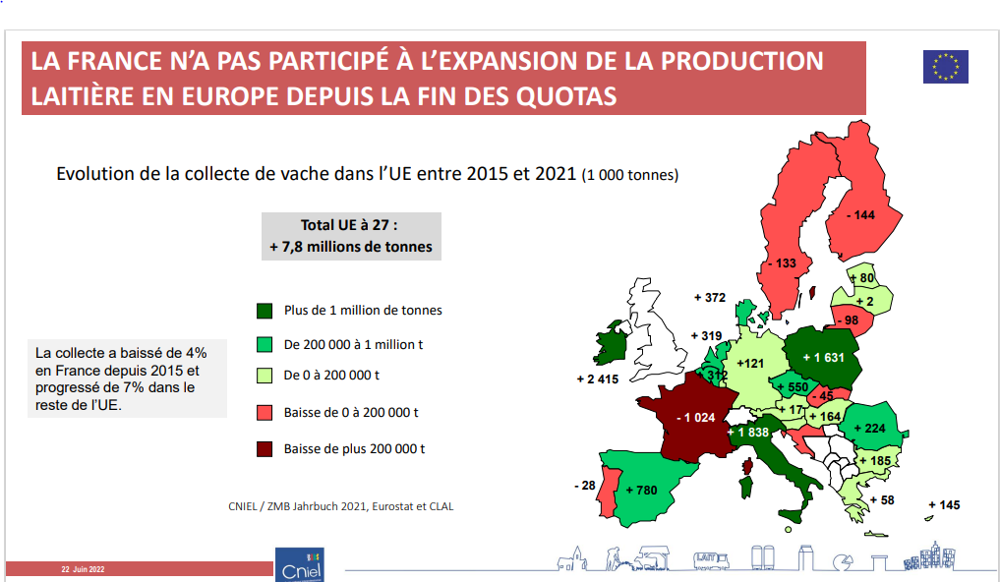 LA FRANCE N’A PAS PARTICIPÉ À L’EXPANSION DE LA PRODUCTION
LAITIÈRE EN EUROPE DEPUIS LA FIN DES QUOTAS
Evolution de la collecte de vache dans l’UE entre 2015 et 2021 (1 000 tonnes)
Total UE à 27 :
+ 7,8 millions de tonnes
Plus de 1 million de tonnes
De 200 000 à 1 million t
De 0 à 200 000 t
Baisse de 0 à 200 000 t
Baisse de plus 200 000 t
La collecte a baissé de 4%
en France depuis 2015 et
progressé de 7% dans le
reste de l’UE.
- 144
- 133
+ 80
+ 2
- 98
+ 372
+ 319
+ 312
+121
+ 1 631
+ 2 415
+ 550
- 45
+ 17
+ 164
- 1 024
+ 1 838
+ 224
+ 185
- 28
+ 780
+ 58
+ 145
CNIEL / ZMB Jahrbuch 2021, Eurostat et CLAL
22 Juin 2022
Cniel
LAIT